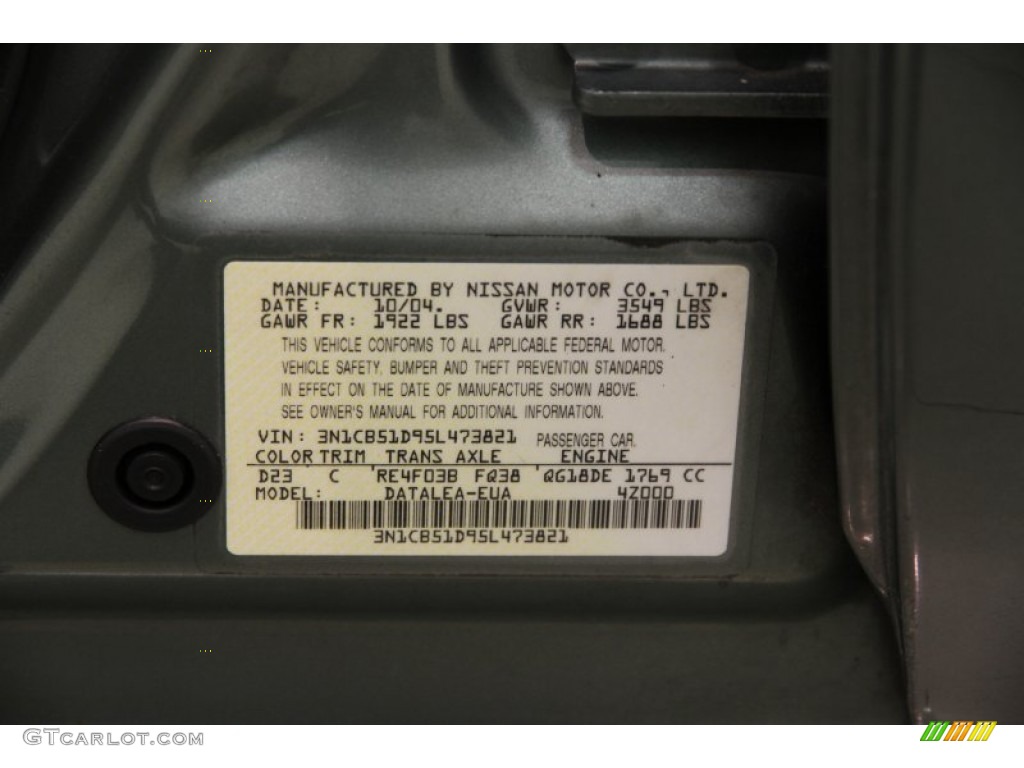 MANUFACTURED BY NISSAN MOTOR CO., LTD.
DATE: 10/04. GVWR: 3549 LBS
GAWR FR: 1922 LBS GAWR RR: 1688 LBS
THIS VEHICLE CONFORMS TO ALL APPLICABLE FEDERAL MOTOR.
VEHICLE SAFETY, BUMPER AND THEFT PREVENTION STANDARDS
IN EFFECT ON THE DATE OF MANUFACTURE SHOWN ABOVE.
SEE OWNER'S MANUAL FOR ADDITIONAL INFORMATION.
VIN: 3N1CB51D95L473821 PASSENGER CAR.
COLOR TRIM TRANS AXLE ENGINE
D23 C 'RE4F03B FQ38 'QG18DE 1769 CC
MODEL: DATALEA-EUA 4Z000
3N1CB51D95L473821
GTCarLot.com